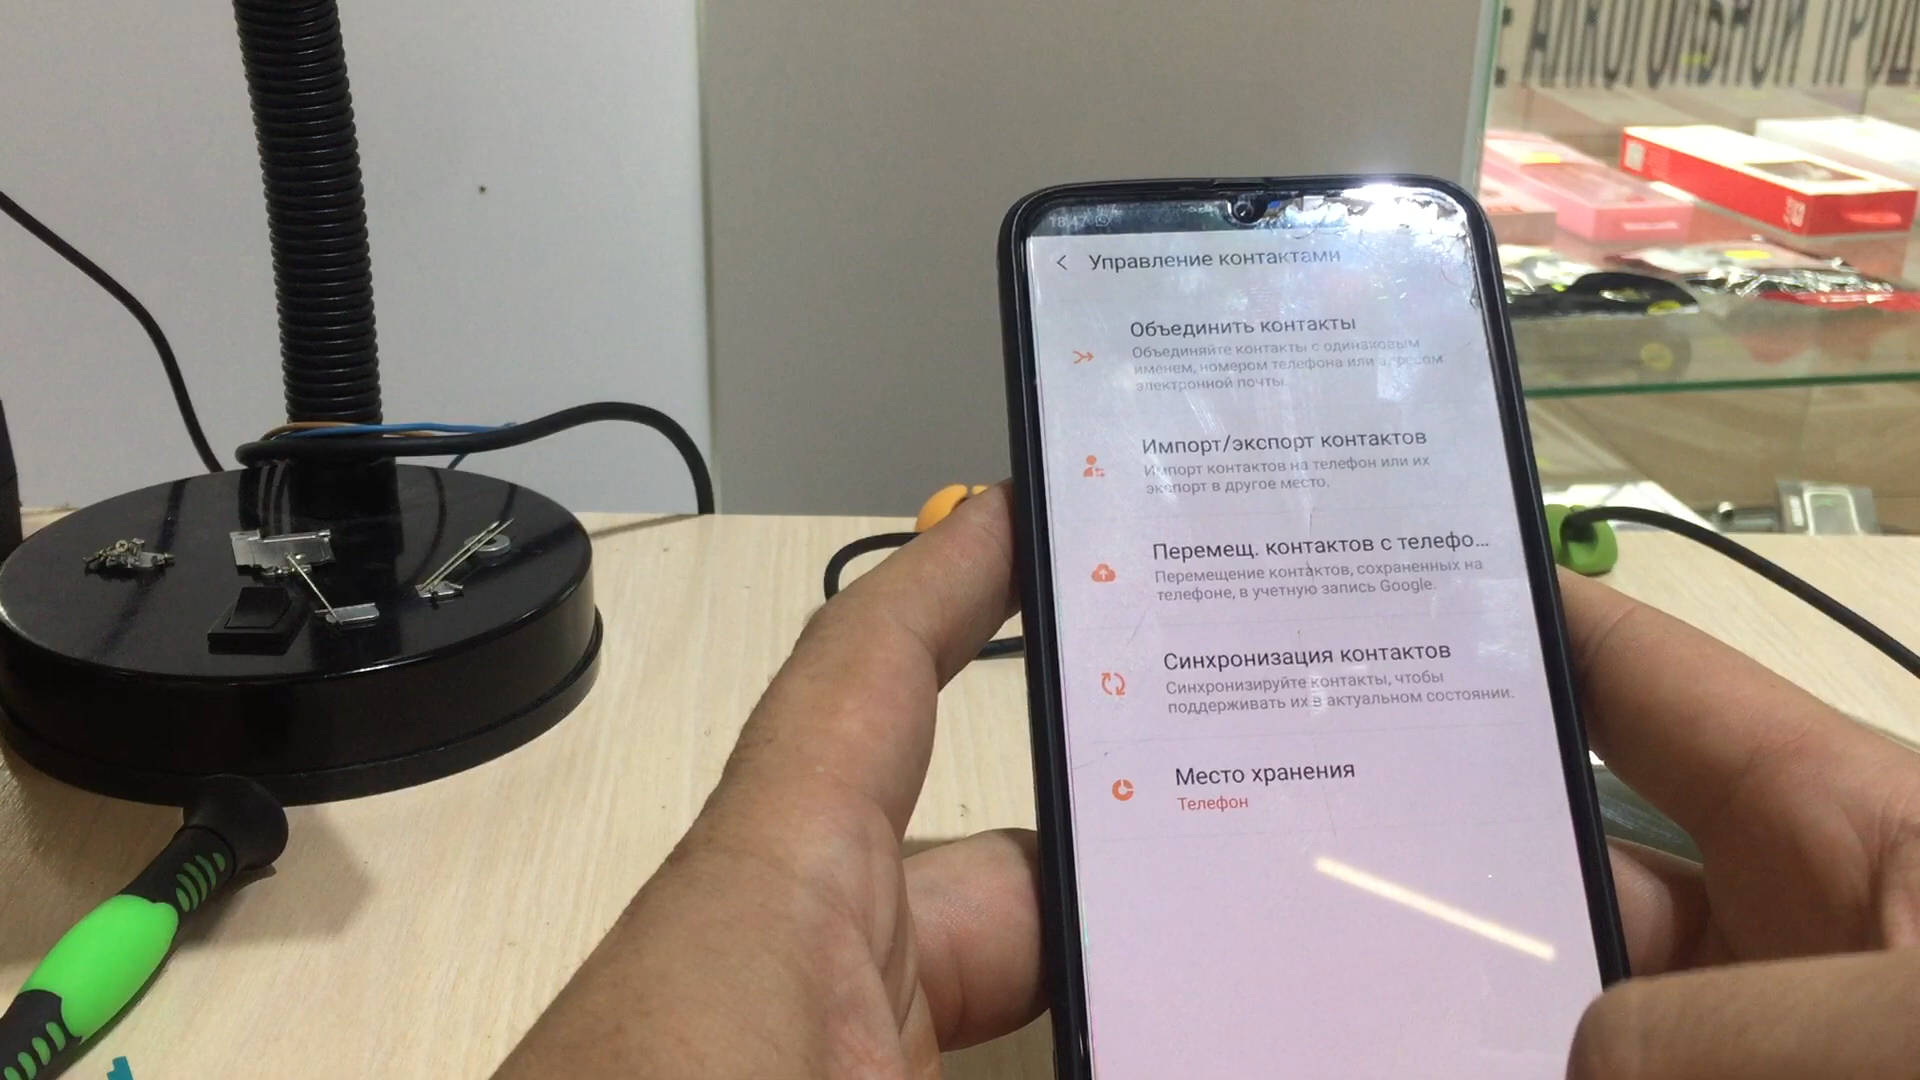 АЛКОГОЛЬНОЙ ПРОД
18:47
Управление контактами
Объединить контакты
Объединяйте контакты с одинаковым
именем, номером телефона или адресом
электронной почты.
Импорт/экспорт контактов
Импорт контактов на телефон или их
экспорт в другое место.
Перемещ. контактов с телефо...
Перемещение контактов, сохраненных на
телефоне, в учетную запись Google.
Синхронизация контактов
Синхронизируйте контакты, чтобы
поддерживать их в актуальном состоянии.
Место хранения
Телефон